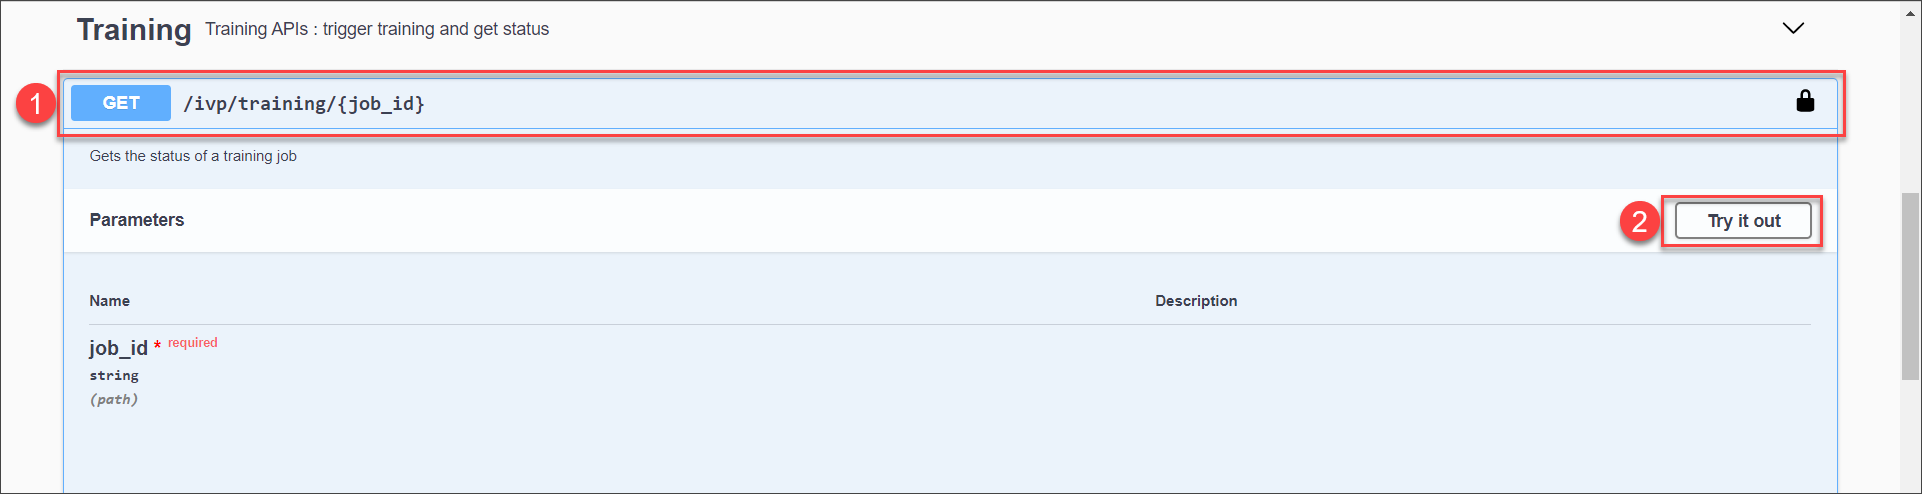 Training Training APIs : trigger training and get status
1 GET /ivp/training/{job_id}
Gets the status of a training job
Parameters 2 Try it out
Name Description
job_id * required
string
(path)